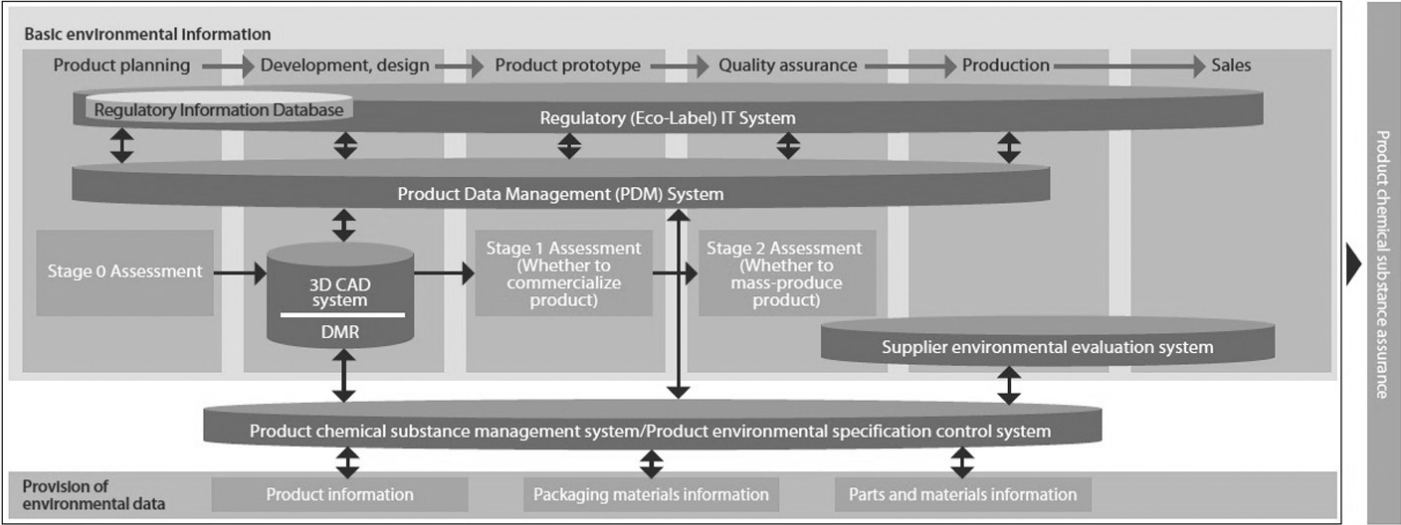 Basic environmental information
Product planning
Development, design
Product prototype
Quality assurance
Production
Sales
Regulatory Information Database
Regulatory (Eco-Label) IT System
Product Data Management (PDM) System
Stage 0 Assessment
3D CAD
system
DMR
Stage 1 Assessment
(Whether to
commercialize
product)
Stage 2 Assessment
(Whether to
mass-produce
product)
Supplier environmental evaluation system
Product chemical substance management system/Product environmental specification control system
Provision of
environmental data
Product information
Packaging materials information
Parts and materials information
Product chemical substance assurance